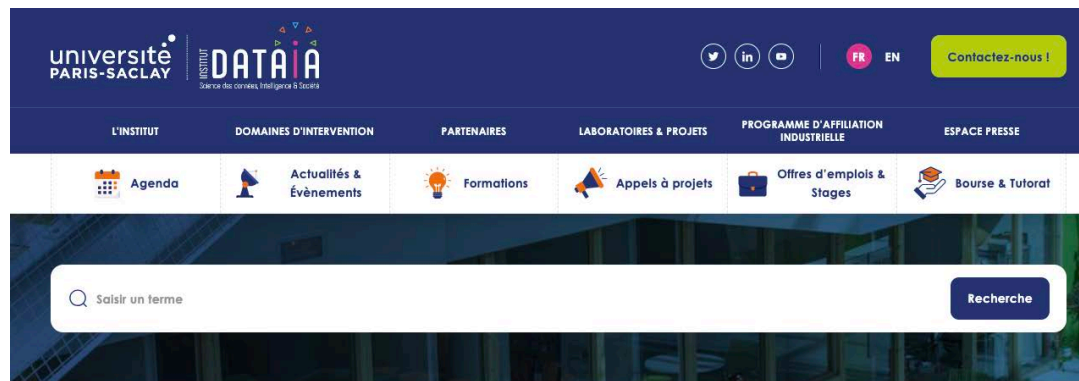 université
PARIS-SACLAY
INSTITUT
DATAIA
Science des données, Intelligence & Société
in
FR
EN
Contactez-nous !
L'INSTITUT
DOMAINES D'INTERVENTION
PARTENAIRES
LABORATOIRES & PROJETS
PROGRAMME D'AFFILIATION
INDUSTRIELLE
ESPACE PRESSE
Agenda
Actualités &
Évènements
Formations
Appels à projets
Offres d'emplois &
Stages
Bourse & Tutorat
Saisir un terme
Recherche